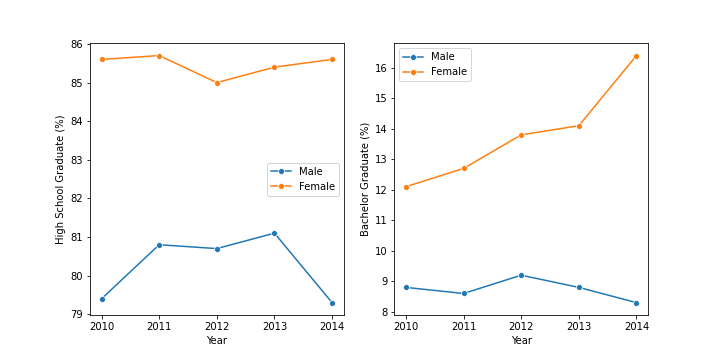 86
85
84
83
82
81
80
79
High School Graduate (%)
2010 2011 2012 2013 2014
Year
Male
Female
16
15
14
13
12
11
10
9
8
Bachelor Graduate (%)
2010 2011 2012 2013 2014
Year
Male
Female